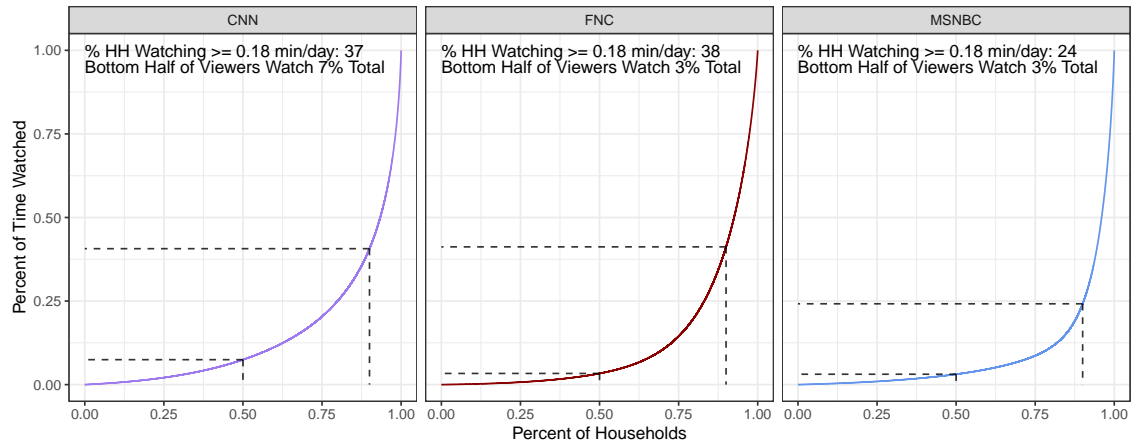 CNN
FNC
MSNBC
% HH Watching >= 0.18 min/day: 37
Bottom Half of Viewers Watch 7% Total
% HH Watching >= 0.18 min/day: 38
Bottom Half of Viewers Watch 3% Total
% HH Watching >= 0.18 min/day: 24
Bottom Half of Viewers Watch 3% Total
Percent of Time Watched
1.00
0.75
0.50
0.25
0.00
0.00 0.25 0.50 0.75 1.00
0.00 0.25 0.50 0.75 1.00
0.00 0.25 0.50 0.75 1.00
Percent of Households